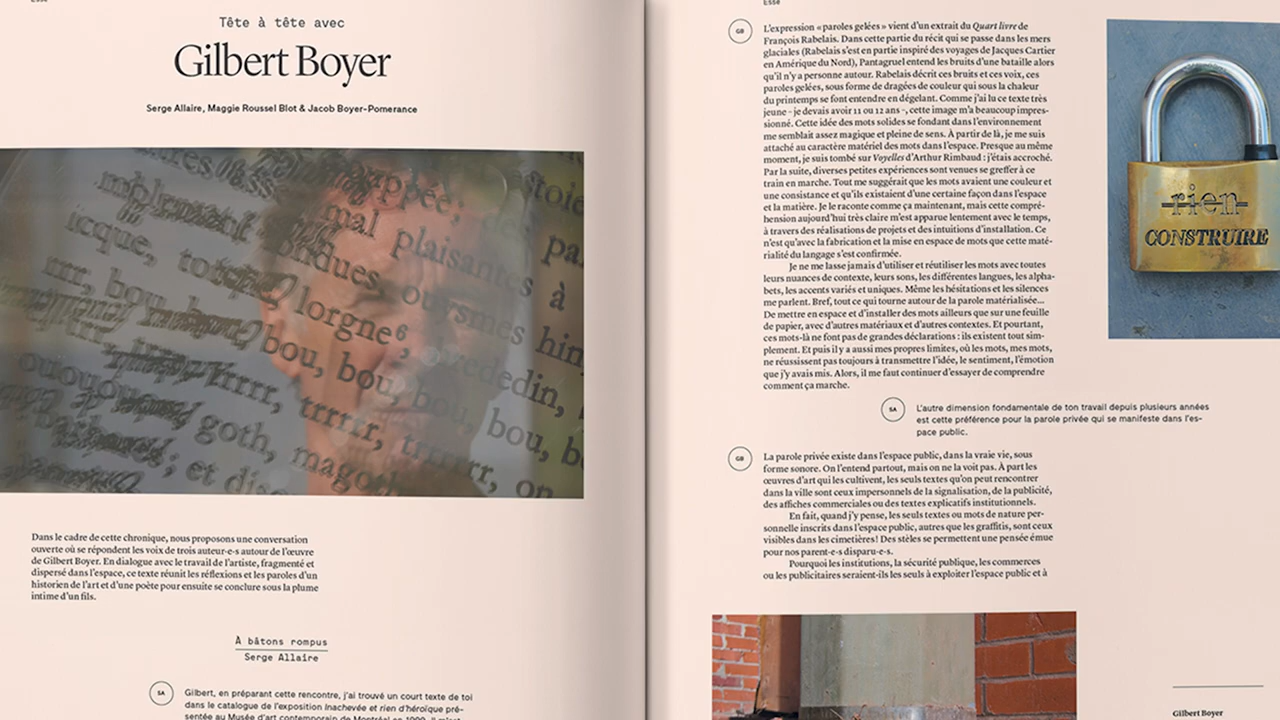 Esse
Tête à tête avec
Gilbert Boyer
Serge Allaire, Maggie Roussel Blot & Jacob Boyer-Pomerance
pal plaisan
lorgne6,
bou, bou, bou, bou, bou,
trrrrr, trrrrr, trrrrrr, on
goth, magoth
Dans le cadre de cette chronique, nous proposons une conversation
ouverte où se répondent les voix de trois auteur·e·s autour de l'œuvre
de Gilbert Boyer. En dialogue avec le travail de l'artiste, fragmenté et
dispersé dans l'espace, ce texte réunit les réflexions et les paroles d'un
historien de l'art et d'une poète pour ensuite se conclure sous la plume
intime d'un fils.
À bâtons rompus
Serge Allaire
SA
Gilbert, en préparant cette rencontre, j'ai trouvé un court texte de toi
dans le catalogue de l'exposition Inachevée et rien d'héroïque pré-
sentée au Musée d'art contemporain de Montréal en 1999. Il m'est
Esse
GB
L'expression « paroles gelées » vient d'un extrait du Quart livre de
François Rabelais. Dans cette partie du récit qui se passe dans les mers
glaciales (Rabelais s'est en partie inspiré des voyages de Jacques Cartier
en Amérique du Nord), Pantagruel entend les bruits d'une bataille alors
qu'il n'y a personne autour. Rabelais décrit ces bruits et ces voix, ces
paroles gelées, sous forme de dragées de couleur qui sous la chaleur
du printemps se font entendre en dégelant. Comme j'ai lu ce texte très
jeune – je devais avoir 11 ou 12 ans –, cette image m'a beaucoup impres-
sionné. Cette idée des mots solides se fondant dans l'environnement
me semblait assez magique et pleine de sens. À partir de là, je me suis
attaché au caractère matériel des mots dans l'espace. Presque au même
moment, je suis tombé sur Voyelles d'Arthur Rimbaud : j'étais accroché.
Par la suite, diverses petites expériences sont venues se greffer à ce
train en marche. Tout me suggérait que les mots avaient une couleur et
une consistance et qu'ils existaient d'une certaine façon dans l'espace
et la matière. Je le raconte comme ça maintenant, mais cette compré-
hension aujourd'hui très claire m'est apparue lentement avec le temps,
à travers des réalisations de projets et des intuitions d'installation. Ce
n'est qu'avec la fabrication et la mise en espace de mots que cette maté-
rialité du langage s'est confirmée.
Je ne me lasse jamais d'utiliser et réutiliser les mots avec toutes
leurs nuances de contexte, leurs sons, les différentes langues, les alpha-
bets, les accents variés et uniques. Même les hésitations et les silences
me parlent. Bref, tout ce qui tourne autour de la parole matérialisée...
De mettre en espace et d'installer des mots ailleurs que sur une feuille
de papier, avec d'autres matériaux et d'autres contextes. Et pourtant,
ces mots-là ne font pas de grandes déclarations : ils existent tout sim-
plement. Et puis il y a aussi mes propres limites, où les mots, mes mots,
ne réussissent pas toujours à transmettre l'idée, le sentiment, l'émotion
que j'y avais mis. Alors, il me faut continuer d'essayer de comprendre
comment ça marche.
rien
CONSTRUIRE
SA
L'autre dimension fondamentale de ton travail depuis plusieurs années
est cette préférence pour la parole privée qui se manifeste dans l'es-
pace public.
GB
La parole privée existe dans l'espace public, dans la vraie vie, sous
forme sonore. On l'entend partout, mais on ne la voit pas. À part les
œuvres d'art qui les cultivent, les seuls textes qu'on peut rencontrer
dans la ville sont ceux impersonnels de la signalisation, de la publicité,
des affiches commerciales ou des textes explicatifs institutionnels.
En fait, quand j'y pense, les seuls textes ou mots de nature per-
sonnelle inscrits dans l'espace public, autres que les graffitis, sont ceux
visibles dans les cimetières ! Des stèles se permettent une pensée émue
pour nos parent·e·s disparu·e·s.
Pourquoi les institutions, la sécurité publique, les commerces
ou les publicitaires seraient-ils les seuls à exploiter l'espace public et à
Gilbert Boyer